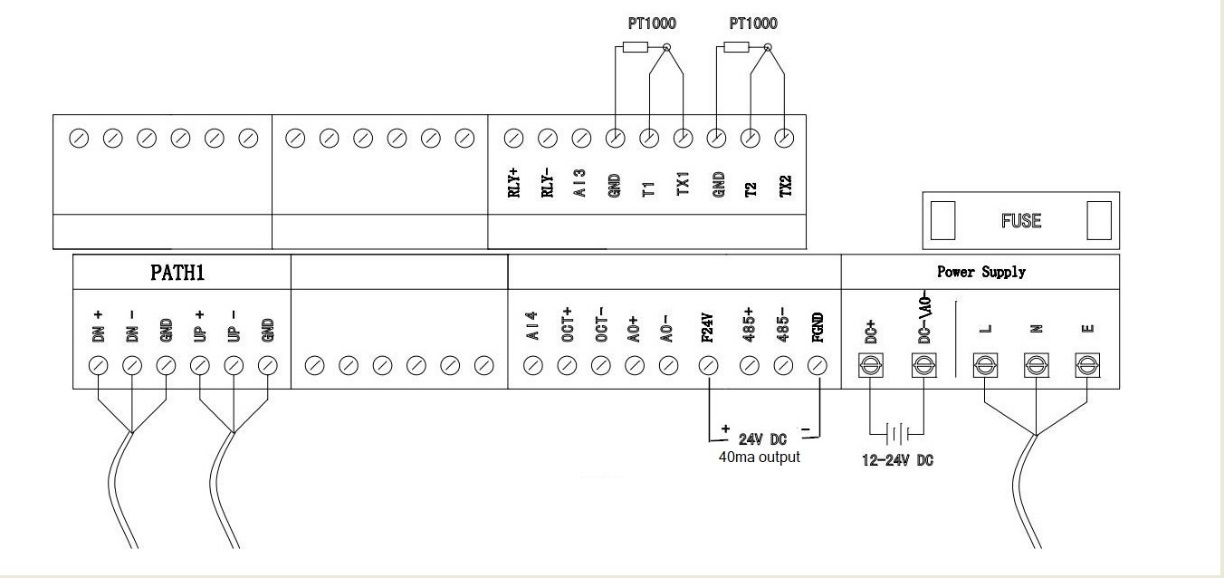 PT1000 PT1000
RLY+ RLY- AI3 GND T1 TX1 GND T2 TX2
FUSE
PATH1 Power Supply
DN + DN - GND UP + UP - GND AI4 OCT+ OCT- AO+ AO- F24V 485+ 485- FGND DC+ DC-\AO- L N E
+ 24V DC -
40ma output
12-24V DC